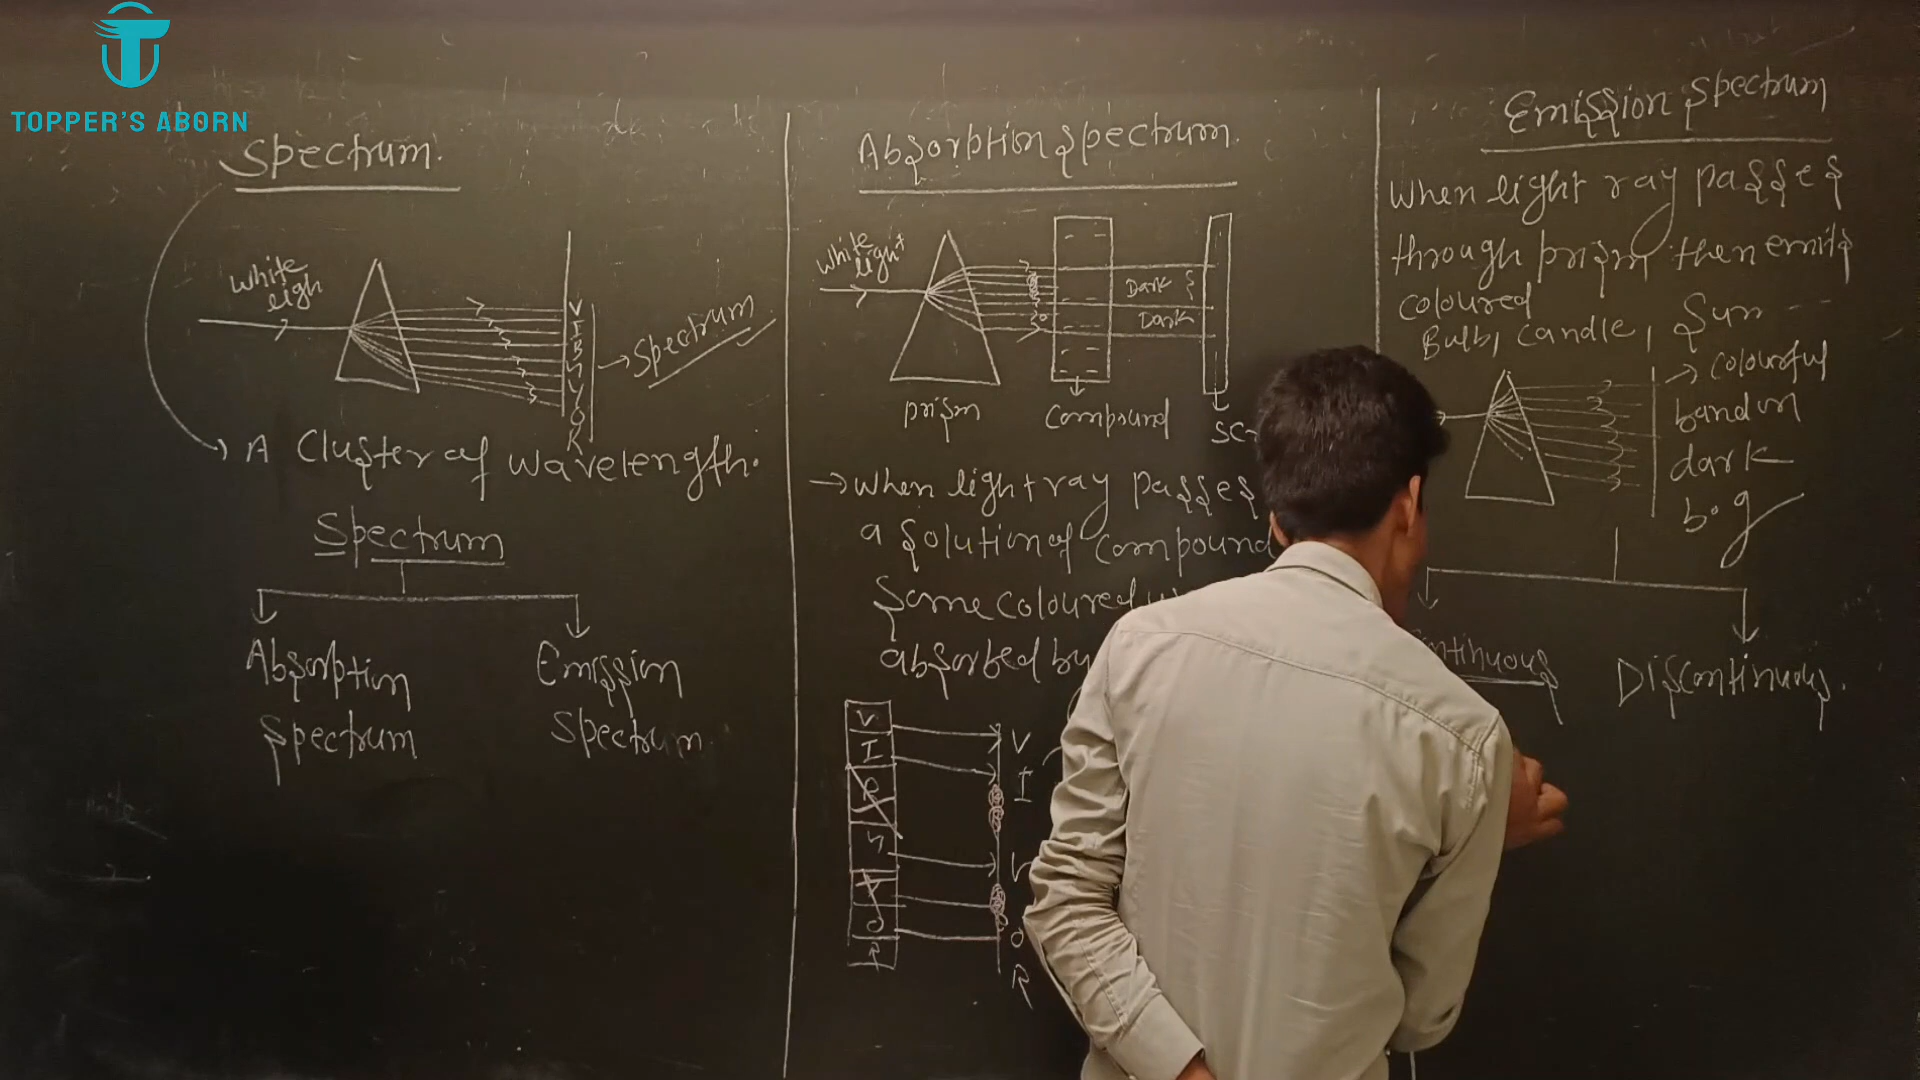 TOPPER'S ABORN
Spectrum.
White
ligh
V
→ Spectrum
→ A Cluster of wavelength.
Spectrum
Absorption
Spectrum
Emission
Spectrum
Absorption spectrum.
White
light
Dark
Dark
prism
Compound
→ When light ray passes
a solution of compound
Some coloured
absorbed by
V
I
V
I
O
R
Emission spectrum
When light ray passes
through prism then emits
coloured
Bulb, candle, Sun --
→ colourful
band on
dark
b.g
Discontinuous.